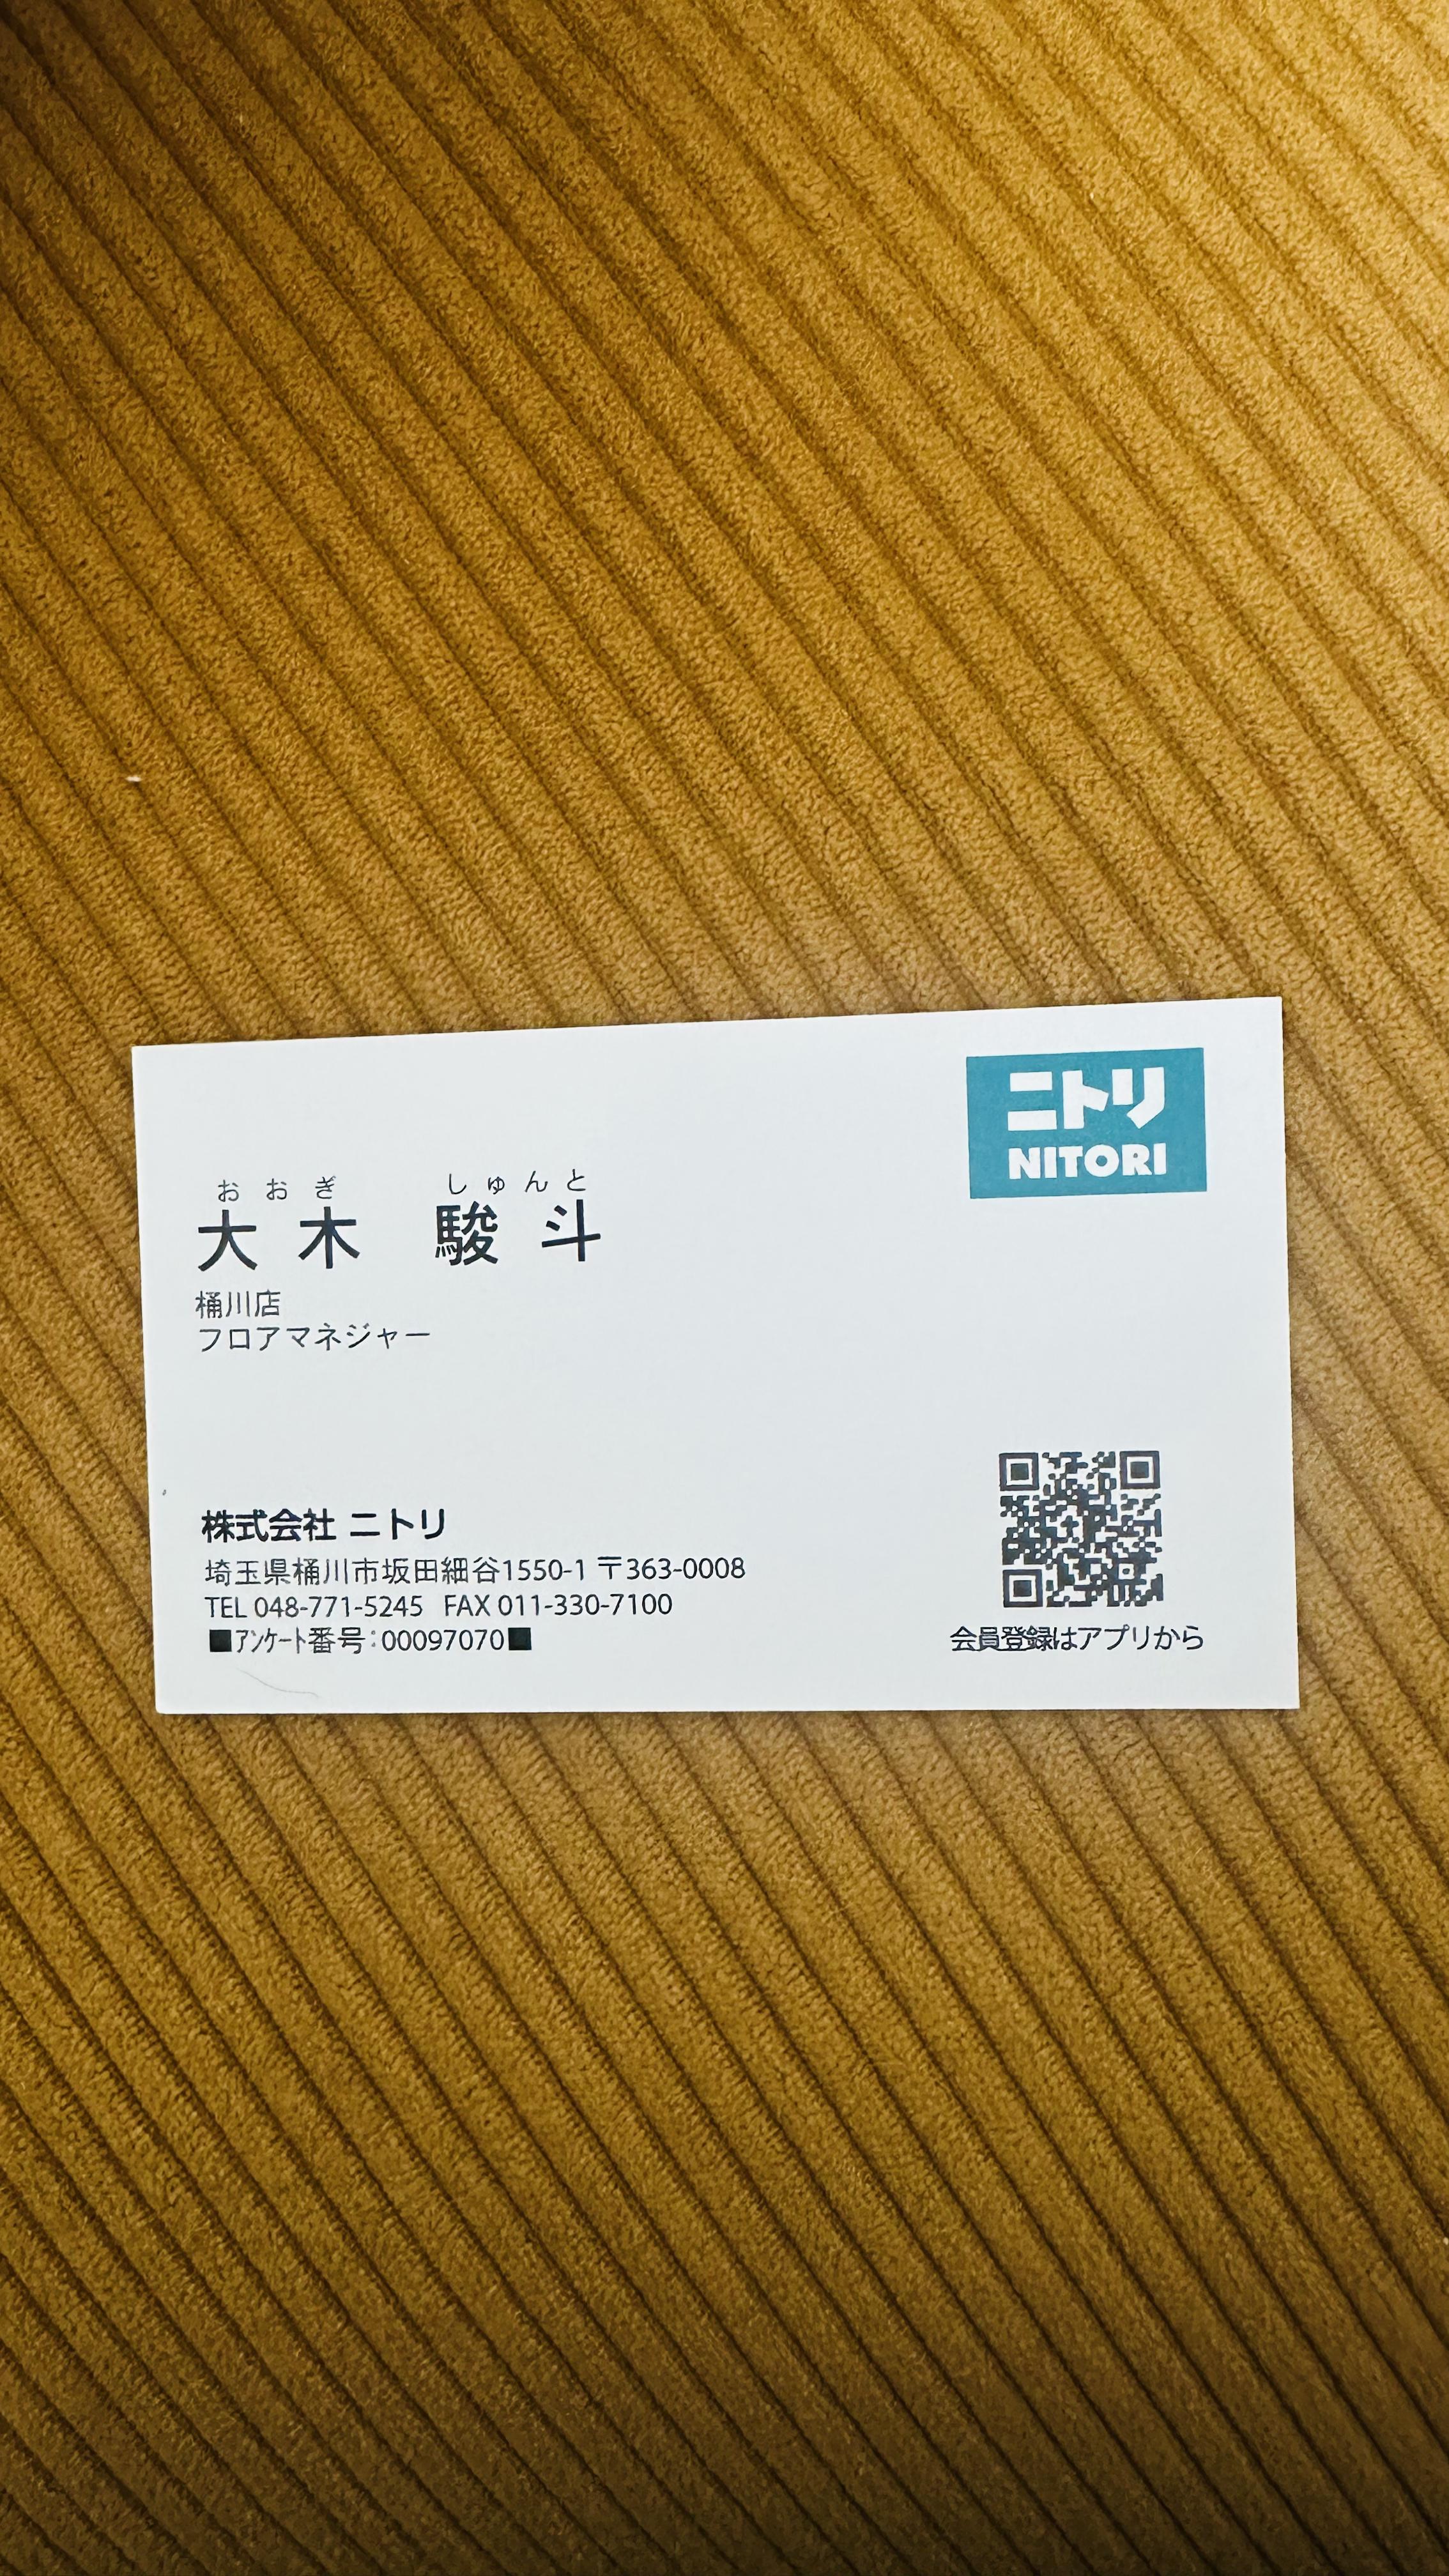 ニトリ
NITORI
おおぎ しゅんと
大木 駿斗
桶川店
フロアマネジャー
株式会社 ニトリ
埼玉県桶川市坂田細谷1550-1 〒363-0008
TEL 048-771-5245 FAX 011-330-7100
■ｱﾝｹｰﾄ番号:00097070■
会員登録はアプリから